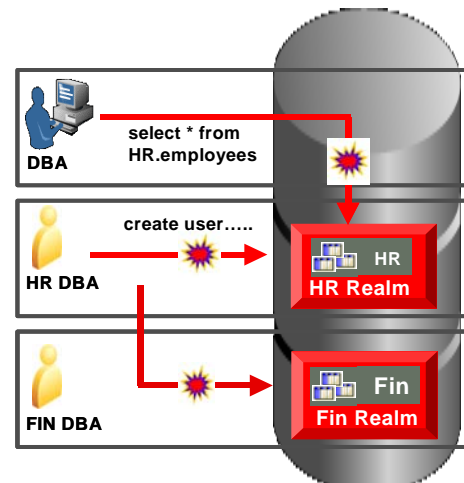 select * from
HR.employees
DBA
create user.....
HR
HR DBA
HR Realm
Fin
FIN DBA
Fin Realm